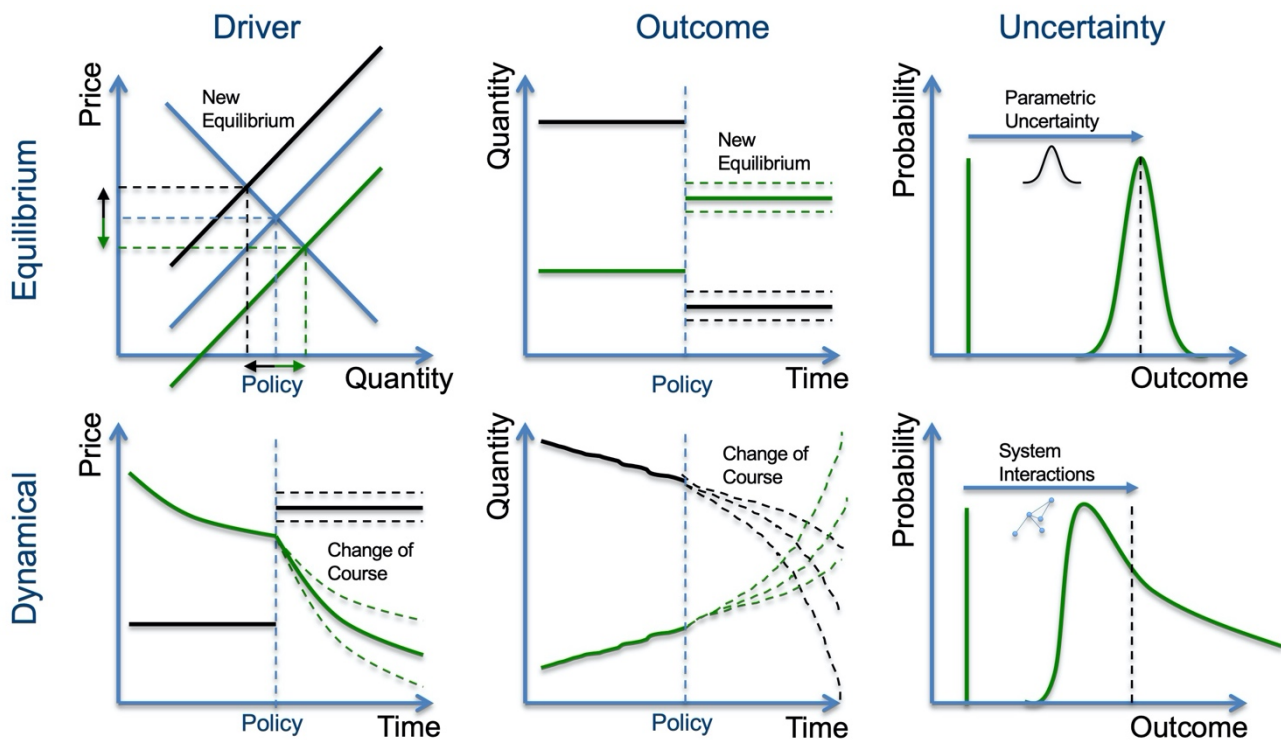 Driver
Outcome
Uncertainty
Equilibrium
Price
New
Equilibrium
Policy
Quantity
Quantity
New
Equilibrium
Policy
Time
Probability
Parametric
Uncertainty
Outcome
Dynamical
Price
Change of
Course
Policy
Time
Quantity
Change of
Course
Policy
Time
Probability
System
Interactions
Outcome